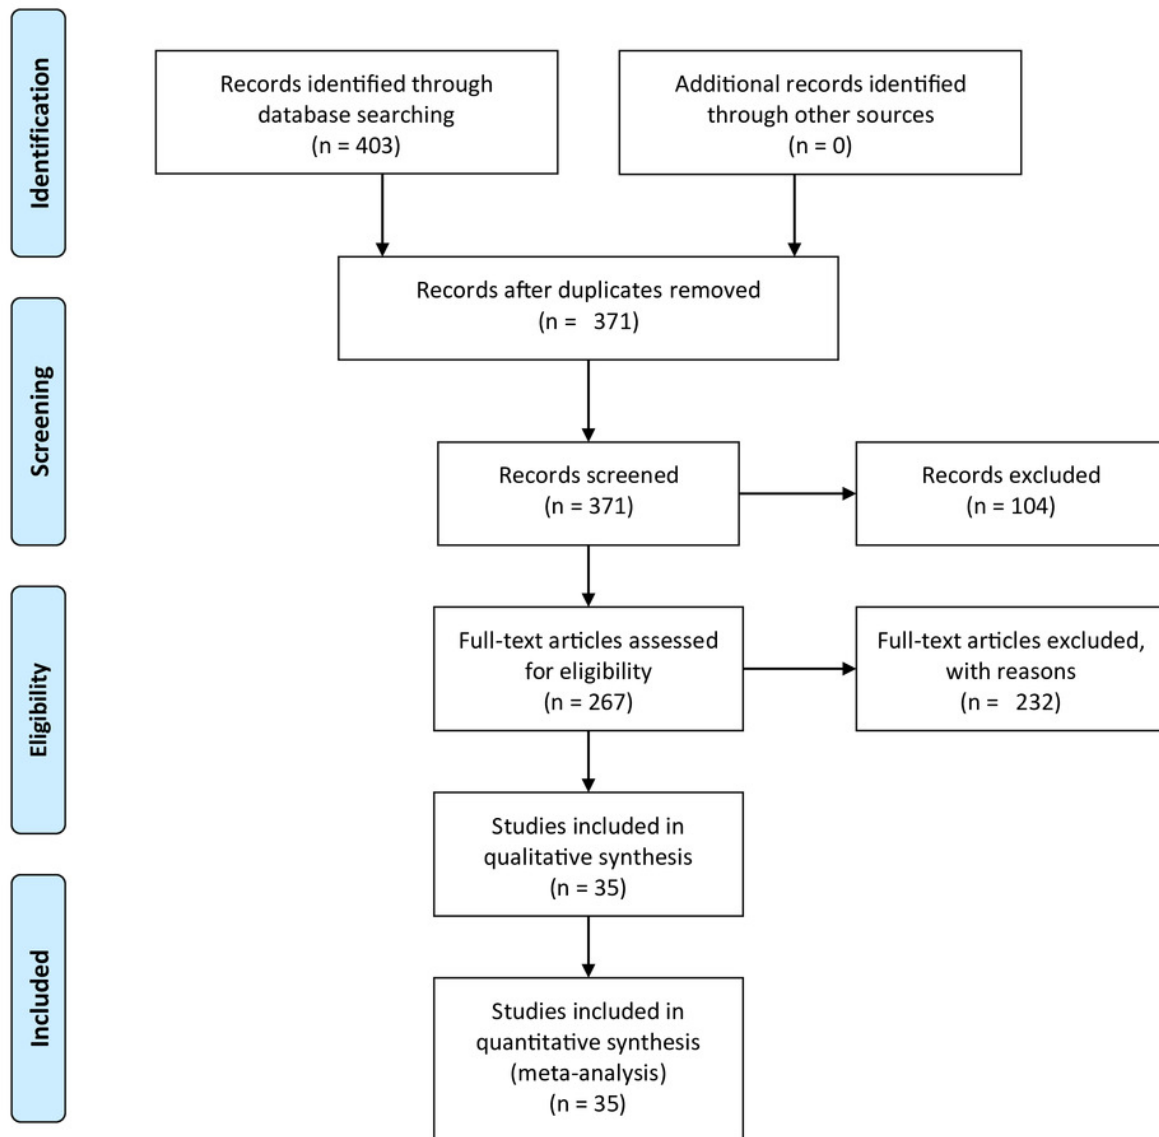 Identification
Records identified through
database searching
(n = 403)
Additional records identified
through other sources
(n = 0)
Records after duplicates removed
(n = 371)
Screening
Records screened
(n = 371)
Records excluded
(n = 104)
Eligibility
Full-text articles assessed
for eligibility
(n = 267)
Full-text articles excluded,
with reasons
(n = 232)
Studies included in
qualitative synthesis
(n = 35)
Included
Studies included in
quantitative synthesis
(meta-analysis)
(n = 35)